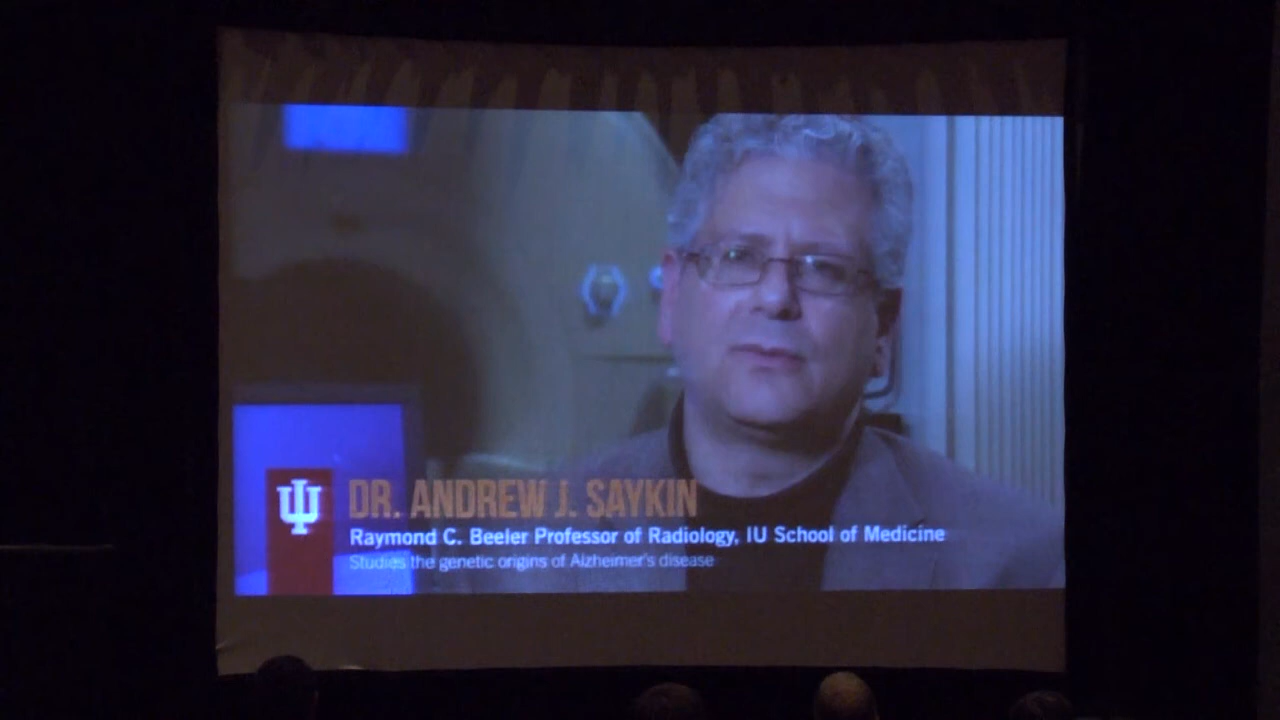 DR. ANDREW J. SAYKIN
Raymond C. Beeler Professor of Radiology, IU School of Medicine
Studies the genetic origins of Alzheimer's disease